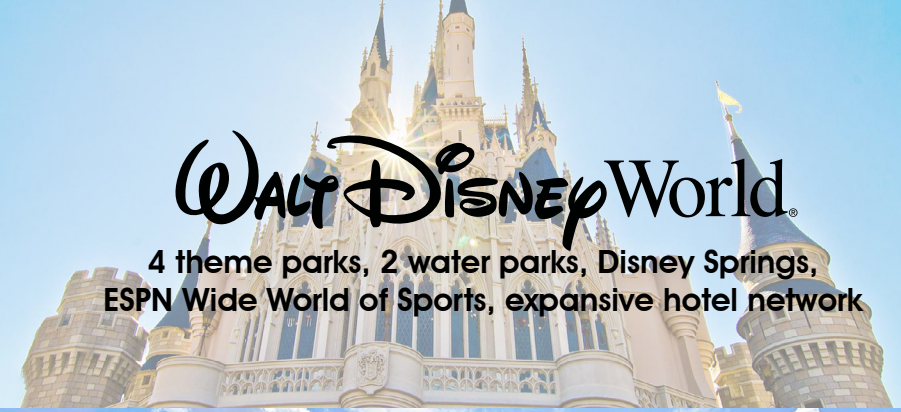 Walt Disney World®
4 theme parks, 2 water parks, Disney Springs,
ESPN Wide World of Sports, expansive hotel network